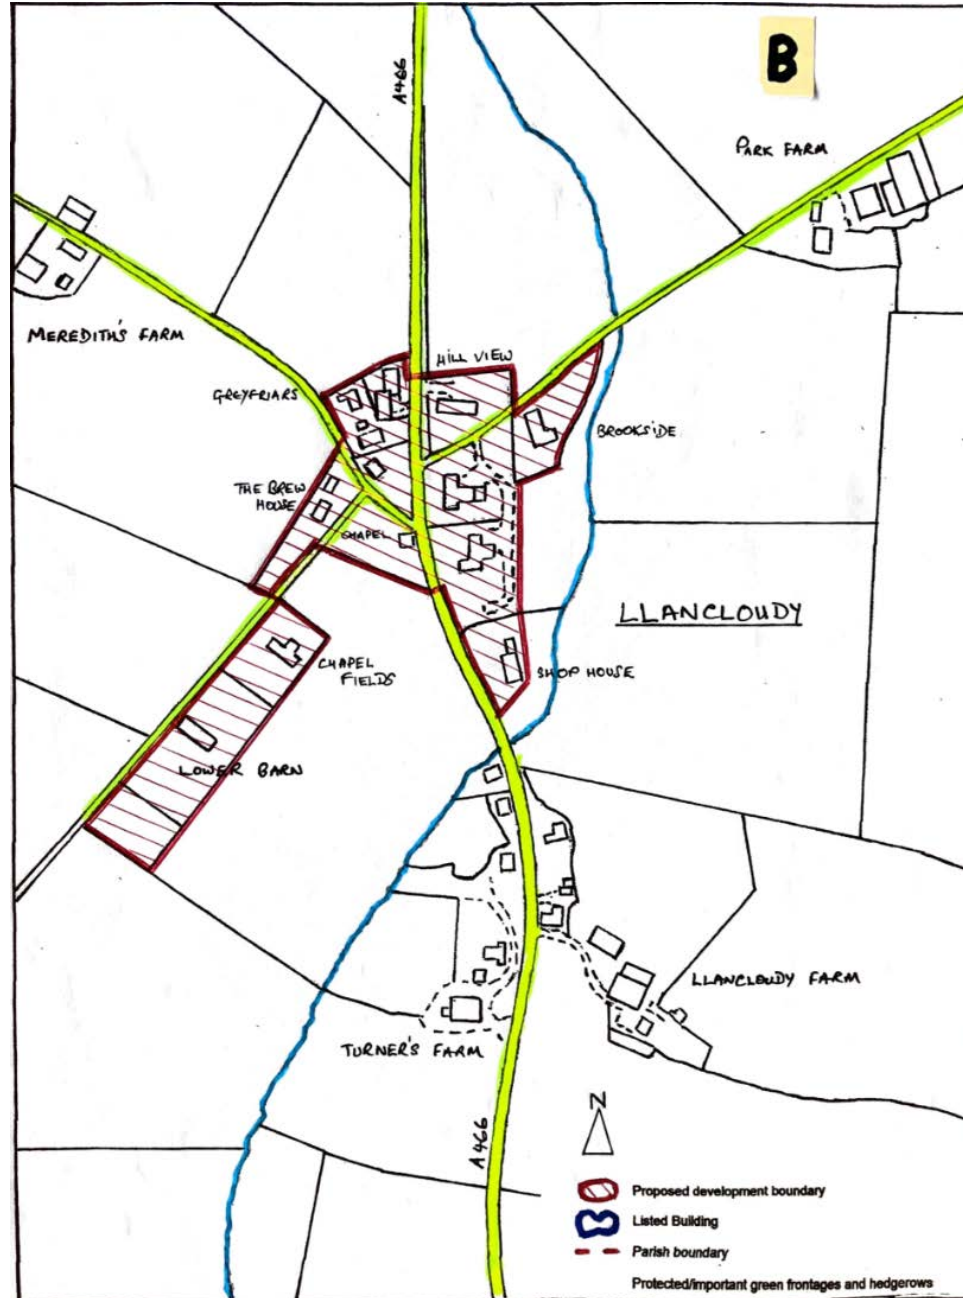 B
A466
PARK FARM
MEREDITH'S FARM
HILL VIEW
GREYFRIARS
BROOKSIDE
THE BREW
HOUSE
CHAPEL
LLANCLOUDY
CHAPEL
FIELDS
SHOP HOUSE
LOWER BARN
LLANCLOUDY FARM
TURNER'S FARM
N
A466
Proposed development boundary
Listed Building
Parish boundary
Protected/important green frontages and hedgerows